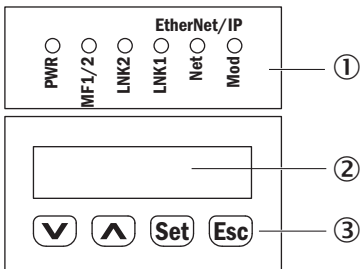 EtherNet/IP
PWR MF1/2 LNK2 LNK1 Net Mod
①
②
Set Esc
③